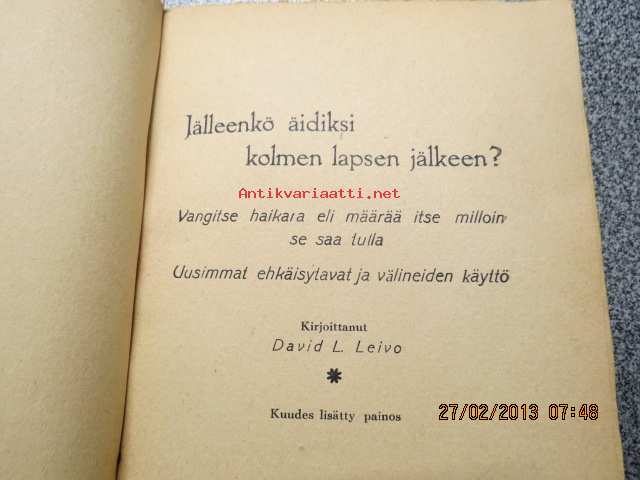 Jälleenkö äidiksi
kolmen lapsen jälkeen?
Antikvariaatti.net
Vangitse haikara eli määrää itse milloin
se saa tulla
Uusimmat ehkäisytavat ja välineiden käyttö
Kirjoittanut
David L. Leivo
Kuudes lisätty painos
27/02/2013 07:48